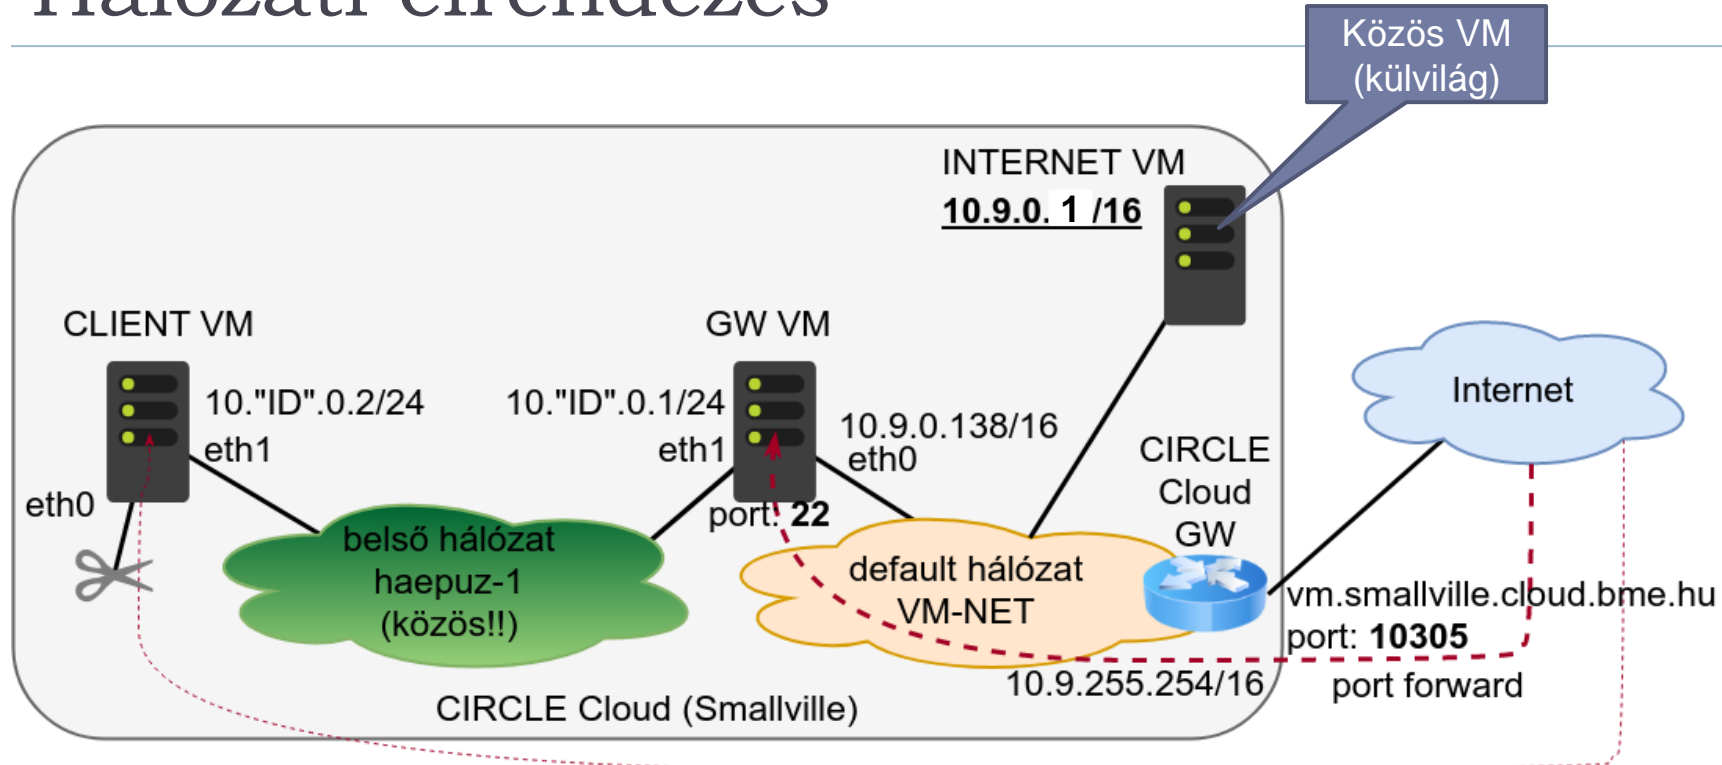 Hálózati elrendezés
Közös VM
(külvilág)
INTERNET VM
10.9.0. 1 /16
CLIENT VM
GW VM
10."ID".0.2/24
eth1
10."ID".0.1/24
eth1
10.9.0.138/16
eth0
CIRCLE
Cloud
GW
Internet
eth0
port: 22
belső hálózat
haepuz-1
(közös!!)
default hálózat
VM-NET
vm.smallville.cloud.bme.hu
port: 10305
10.9.255.254/16
port forward
CIRCLE Cloud (Smallville)